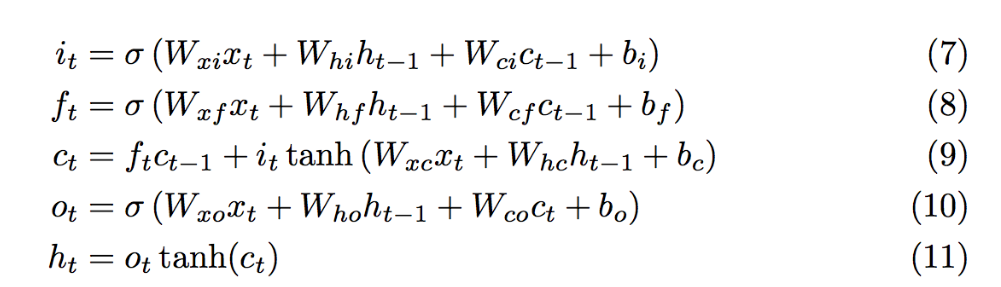 i_t = σ (W_{xi}x_t + W_{hi}h_{t−1} + W_{ci}c_{t−1} + b_i) (7)
f_t = σ (W_{xf}x_t + W_{hf}h_{t−1} + W_{cf}c_{t−1} + b_f) (8)
c_t = f_tc_{t−1} + i_t tanh (W_{xc}x_t + W_{hc}h_{t−1} + b_c) (9)
o_t = σ (W_{xo}x_t + W_{ho}h_{t−1} + W_{co}c_t + b_o) (10)
h_t = o_t tanh(c_t) (11)